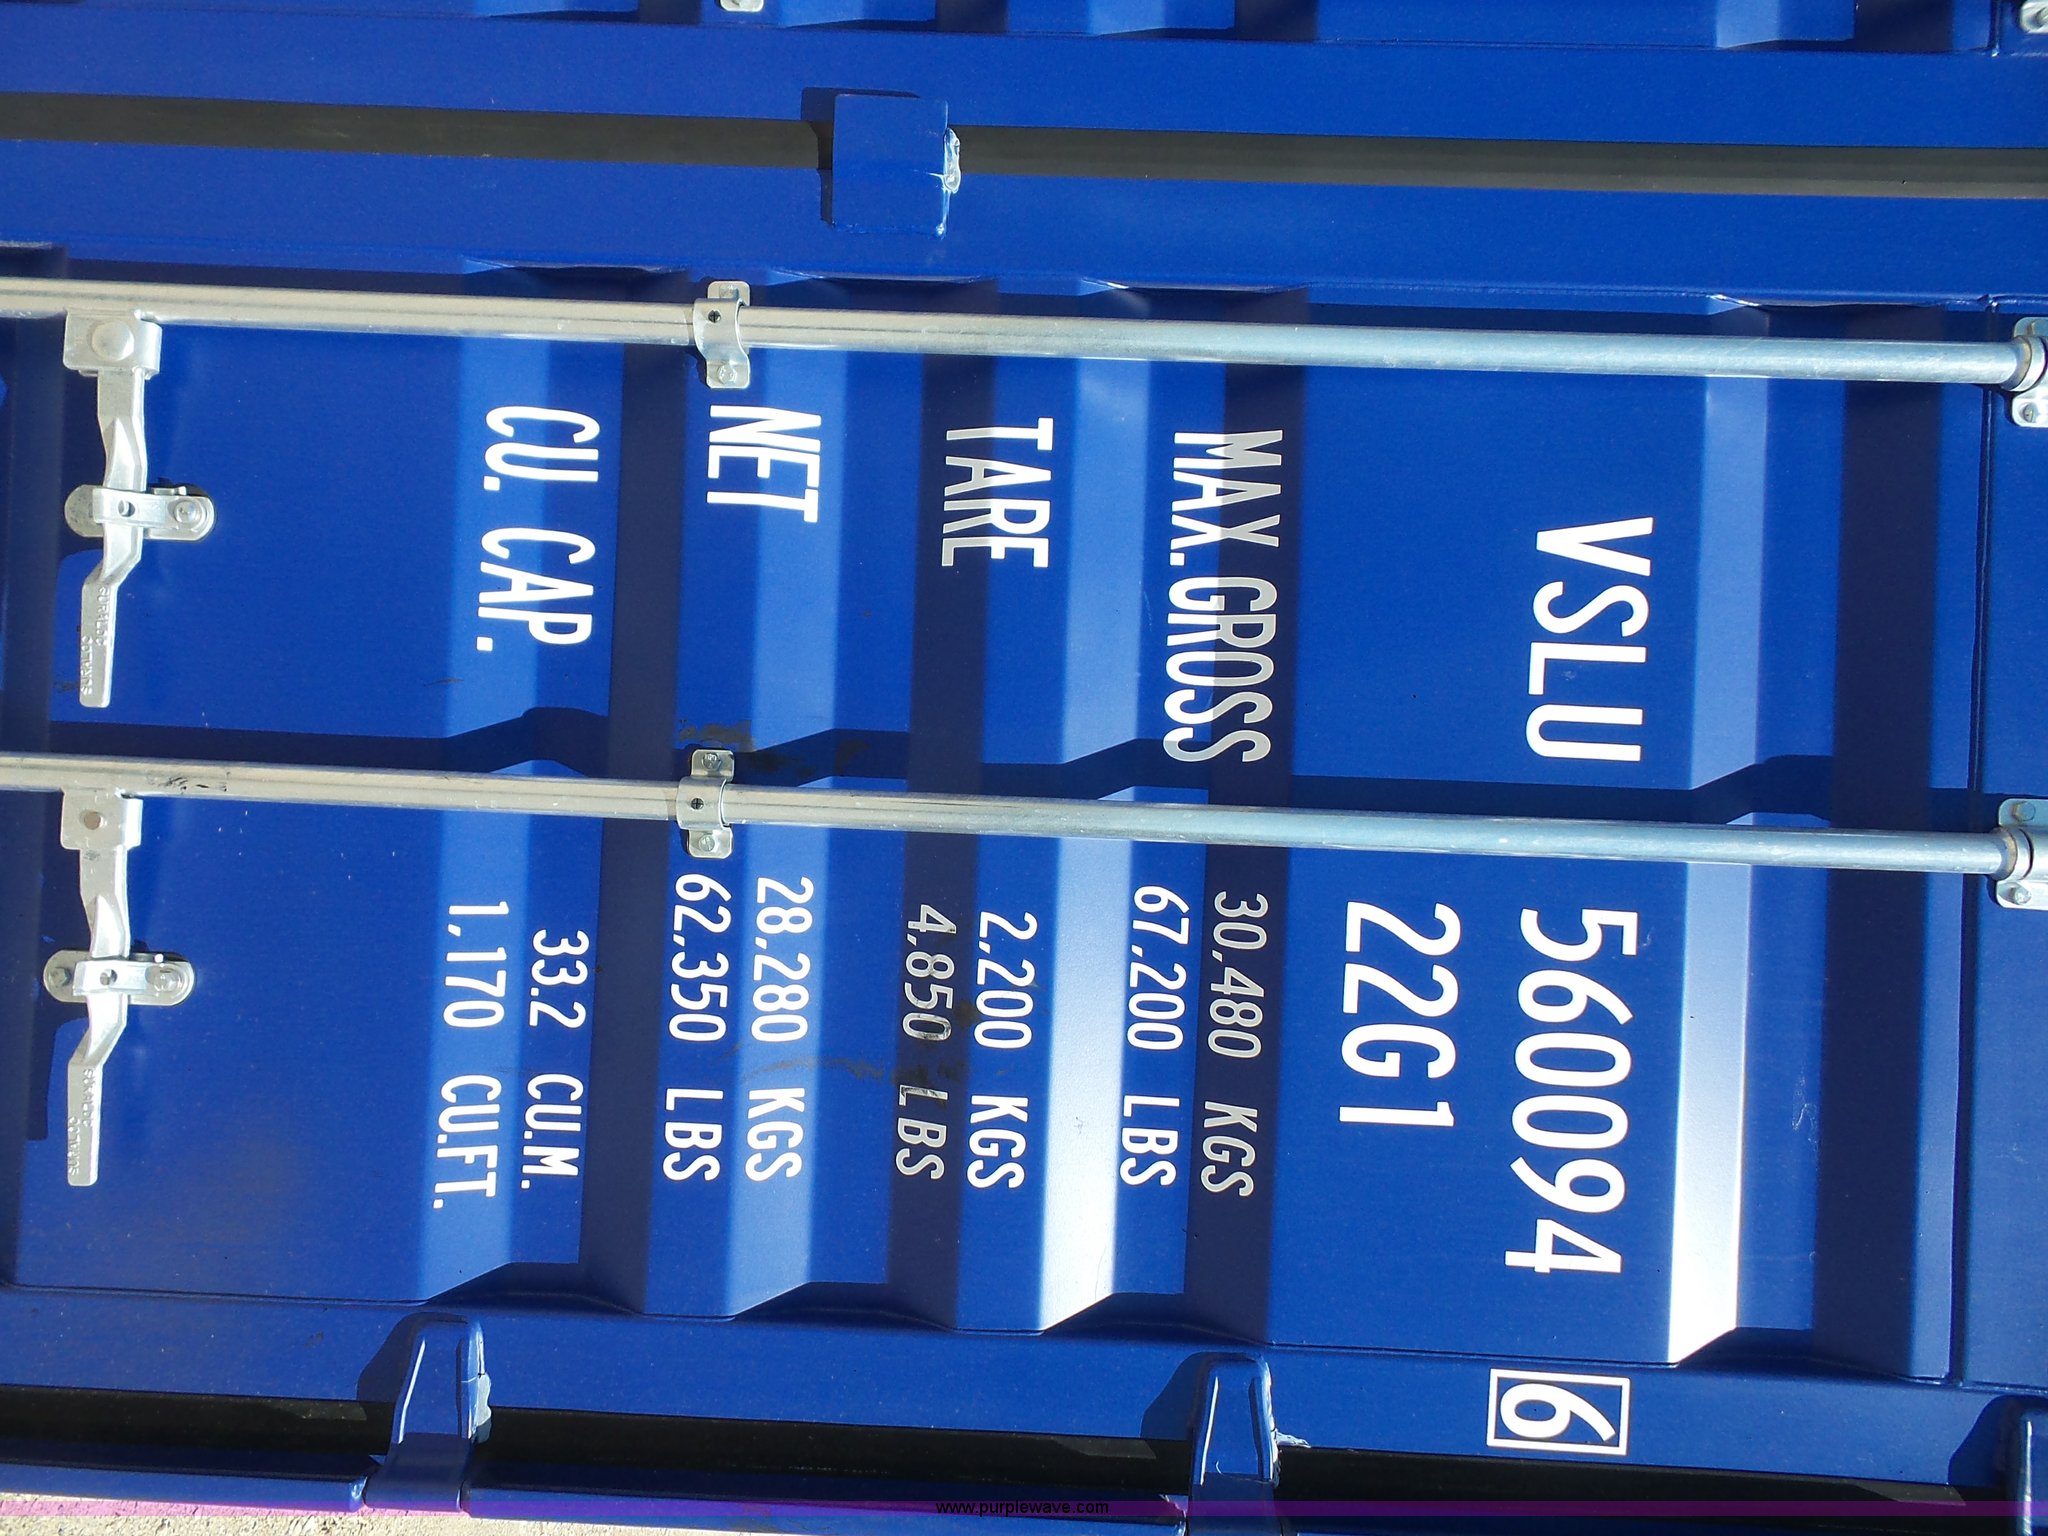 VSLU 560094 6
22G1
MAX.GROSS 30,480 KGS
67,200 LBS
TARE 2,200 KGS
4,850 LBS
NET 28,280 KGS
62,350 LBS
CU. CAP. 33.2 CU.M.
1,170 CU.FT.
www.purplewave.com